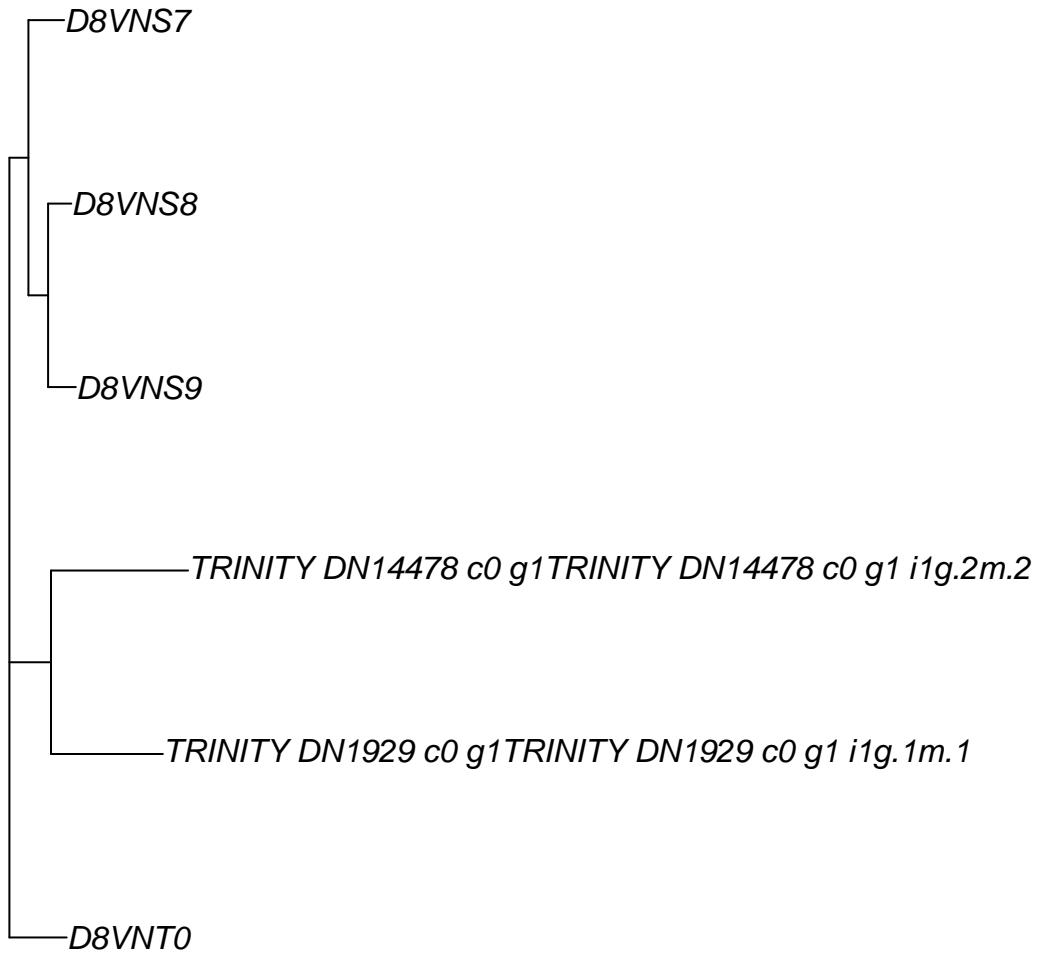 D8VNS7
D8VNS8
D8VNS9
TRINITY DN14478 c0 g1TRINITY DN14478 c0 g1 i1g.2m.2
TRINITY DN1929 c0 g1TRINITY DN1929 c0 g1 i1g.1m.1
D8VNT0